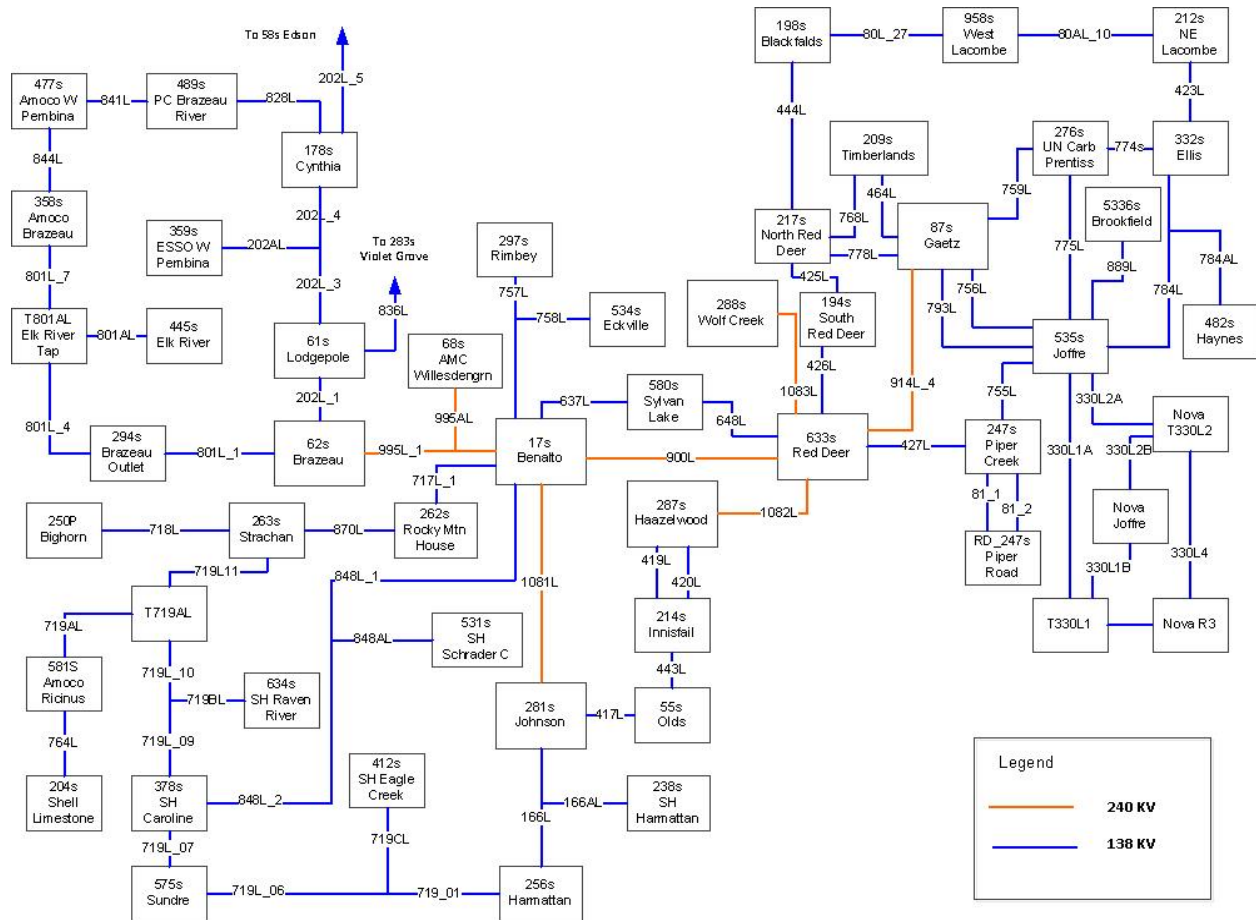 To 58s Edson
202L_5
477s
Amoco W
Pembina
841L
489s
PC Brazeau
River
828L
178s
Cynthia
844L
358s
Amoco
Brazeau
359s
ESSO W
Pembina
202AL
202L_4
202L_3
To 283s
Violet Grove
836L
801L_7
T801AL
Elk River
Tap
801AL
445s
Elk River
61s
Lodgepole
202L_1
801L_4
294s
Brazeau
Outlet
801L_1
62s
Brazeau
995L_1
68s
AMC
Willesdengrn
995AL
297s
Rimbey
757L
758L
534s
Eckville
637L
580s
Sylvan
Lake
648L
17s
Benalto
900L
717L_1
250P
Bighorn
718L
263s
Strachan
870L
262s
Rocky Mtn
House
719L11
848L_1
T719AL
719AL
581S
Amoco
Ricinus
764L
204s
Shell
Limestone
719L_10
719BL
634s
SH Raven
River
719L_09
378s
SH
Caroline
848L_2
848AL
531s
SH
Schrader C
719L_07
575s
Sundre
719L_06
412s
SH Eagle
Creek
719CL
719_01
256s
Harmattan
166L
166AL
238s
SH
Harmattan
1081L
281s
Johnson
417L
55s
Olds
443L
214s
Innisfail
419L
420L
287s
Haazelwood
1082L
198s
Blackfalds
80L_27
958s
West
Lacombe
80AL_10
212s
NE
Lacombe
423L
444L
209s
Timberlands
768L
464L
217s
North Red
Deer
778L
425L
87s
Gaetz
759L
276s
UN Carb
Prentiss
774s
332s
Ellis
775L
5336s
Brookfield
889L
784L
784AL
482s
Haynes
288s
Wolf Creek
1083L
194s
South
Red Deer
426L
914L_4
793L
756L
535s
Joffre
633s
Red Deer
427L
755L
247s
Piper
Creek
81_1
81_2
RD_247s
Piper
Road
330L1A
330L2A
Nova
T330L2
330L2B
Nova
Joffre
330L1B
330L4
T330L1
Nova R3
Legend
240 KV
138 KV